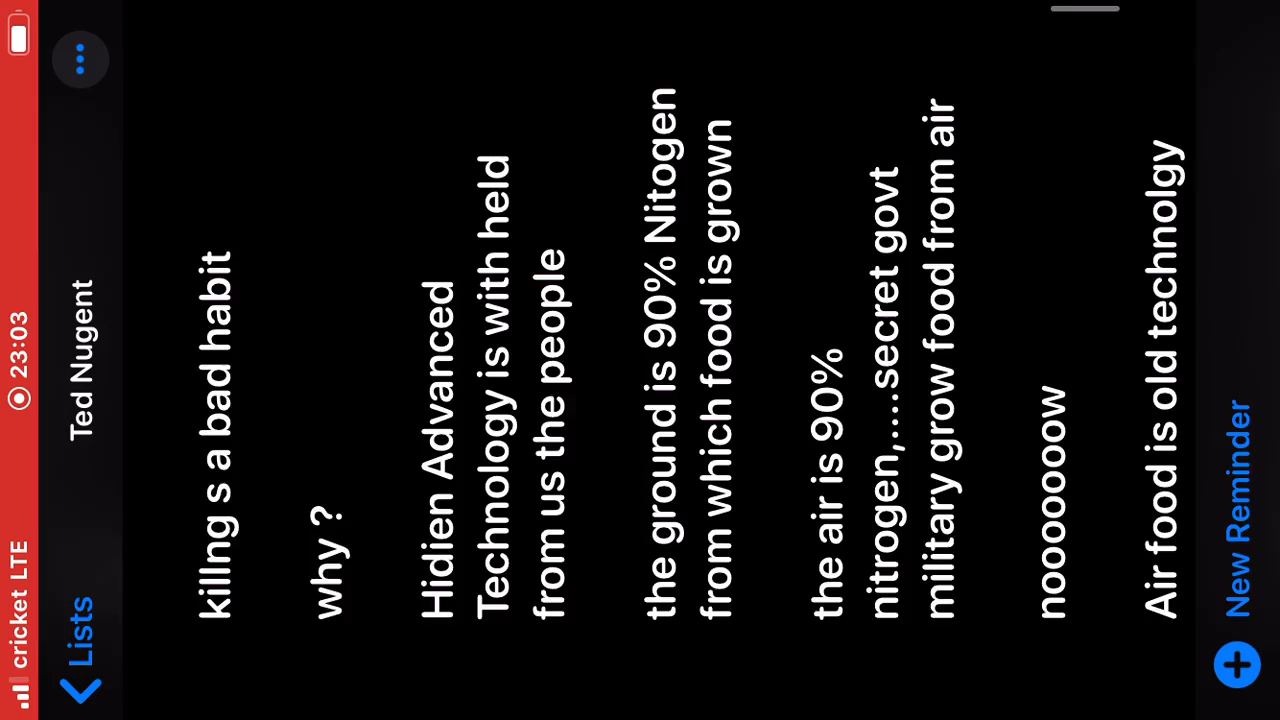 cricket LTE 23:03
Lists Ted Nugent
killng s a bad habit
why ?
Hidien Advanced
Technology is with held
from us the people
the ground is 90% Nitogen
from which food is grown
the air is 90%
nitrogen,....secret govt
military grow food from air
noooooooow
Air food is old technolgy
New Reminder